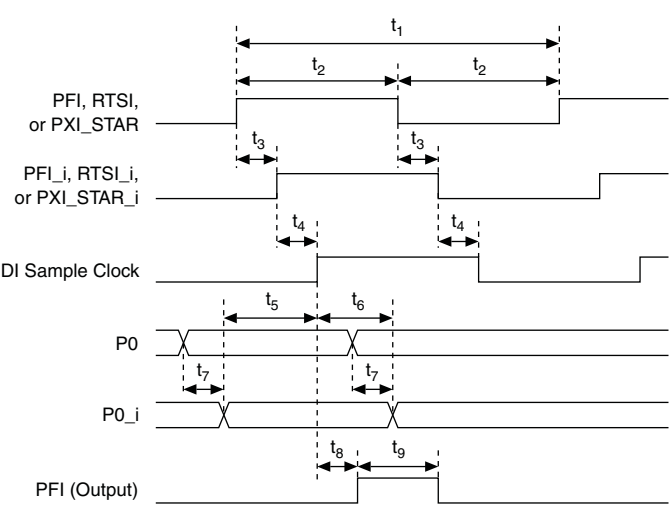 t₁
t₂ t₂
PFI, RTSI,
or PXI_STAR
t₃ t₃
PFI_i, RTSI_i,
or PXI_STAR_i
t₄ t₄
DI Sample Clock
t₅ t₆
P0
t₇ t₇
P0_i
t₈ t₉
PFI (Output)